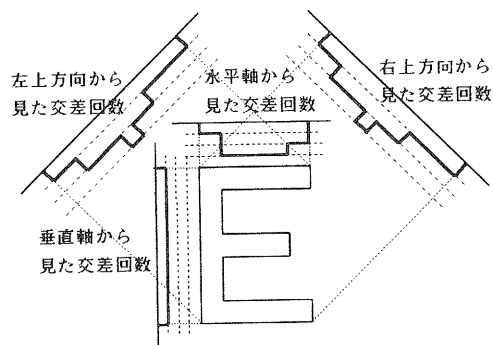 左上方向から
見た交差回数
水平軸から
見た交差回数
右上方向から
見た交差回数
垂直軸から
見た交差回数
E